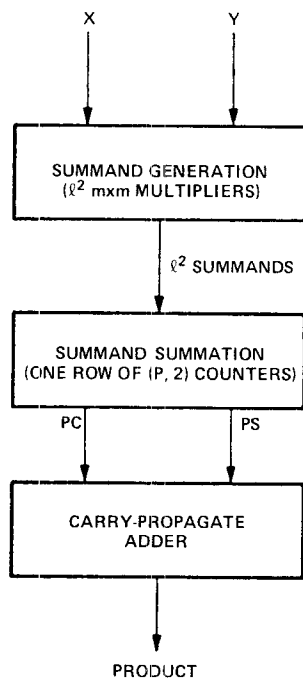 X Y
SUMMAND GENERATION
(ℓ² mxm MULTIPLIERS)
ℓ² SUMMANDS
SUMMAND SUMMATION
(ONE ROW OF (P, 2) COUNTERS)
PC PS
CARRY-PROPAGATE
ADDER
PRODUCT